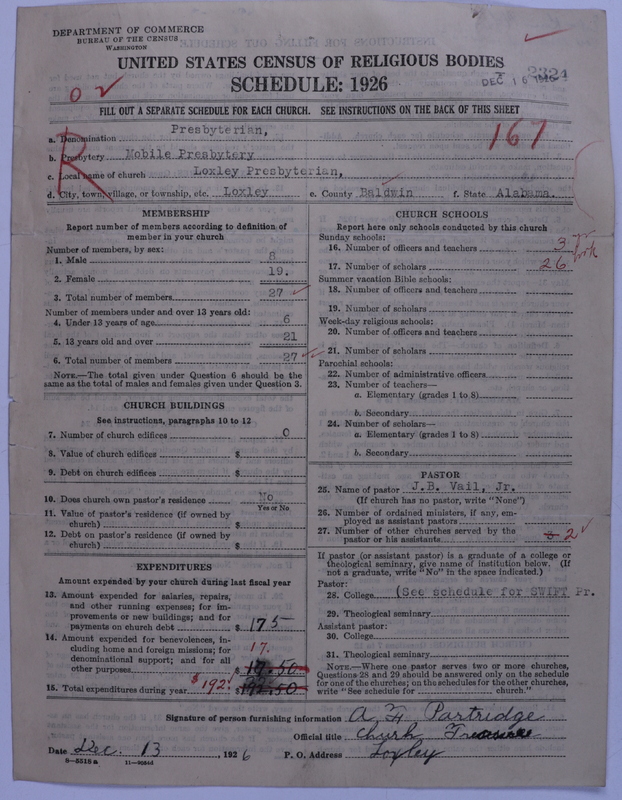 DEPARTMENT OF COMMERCE
BUREAU OF THE CENSUS
WASHINGTON
UNITED STATES CENSUS OF RELIGIOUS BODIES
SCHEDULE: 1926
DEC 16 1926
FILL OUT A SEPARATE SCHEDULE FOR EACH CHURCH. SEE INSTRUCTIONS ON THE BACK OF THIS SHEET
R
167
a. Denomination Presbyterian,
b. Presbytery Mobile Presbytery
c. Local name of church Loxley Presbyterian,
d. City, town, village, or township, etc. Loxley e. County Baldwin f. State Alabama.
MEMBERSHIP
Report number of members according to definition of
member in your church
Number of members, by sex:
1. Male 8
2. Female 19.
3. Total number of members 27
Number of members under and over 13 years old:
4. Under 13 years of age 6
5. 13 years old and over 21
6. Total number of members 27
NOTE.—The total given under Question 6 should be the
same as the total of males and females given under Question 3.
CHURCH BUILDINGS
See instructions, paragraphs 10 to 12
7. Number of church edifices 0
8. Value of church edifices $
9. Debt on church edifices $
10. Does church own pastor's residence No
Yes or No
11. Value of pastor's residence (if owned by
church) $
12. Debt on pastor's residence (if owned by
church) $
EXPENDITURES
Amount expended by your church during last fiscal year
13. Amount expended for salaries, repairs,
and other running expenses; for im-
provements or new buildings; and for
payments on church debt $ 175
14. Amount expended for benevolences, in-
cluding home and foreign missions; for
denominational support; and for all
other purposes $ 17.50
17.
15. Total expenditures during year $192. $192.50
CHURCH SCHOOLS
Report here only schools conducted by this church
Sunday schools:
16. Number of officers and teachers 3
17. Number of scholars 26
Summer vacation Bible schools:
18. Number of officers and teachers
19. Number of scholars
Week-day religious schools:
20. Number of officers and teachers
21. Number of scholars
Parochial schools:
22. Number of administrative officers
23. Number of teachers—
a. Elementary (grades 1 to 8)
b. Secondary
24. Number of scholars—
a. Elementary (grades 1 to 8)
b. Secondary
PASTOR
25. Name of pastor J.B. Vail, Jr.
(If church has no pastor, write "None")
26. Number of ordained ministers, if any, em-
ployed as assistant pastors
27. Number of other churches served by the
pastor or his assistants 2
If pastor (or assistant pastor) is a graduate of a college or
theological seminary, give name of institution below. (If
not a graduate, write "No" in the space indicated.)
Pastor:
28. College (See schedule for SWIFT Pr.
29. Theological seminary
Assistant pastor:
30. College
31. Theological seminary
NOTE.—Where one pastor serves two or more churches,
Questions 28 and 29 should be answered only on the schedule
for one of the churches; on the schedules for the other churches,
write "See schedule for church."
Signature of person furnishing information A H Partridge
Official title Church Treasurer
Date Dec. 13, 1926 P. O. Address Loxley
8—5518 a 11—9084d